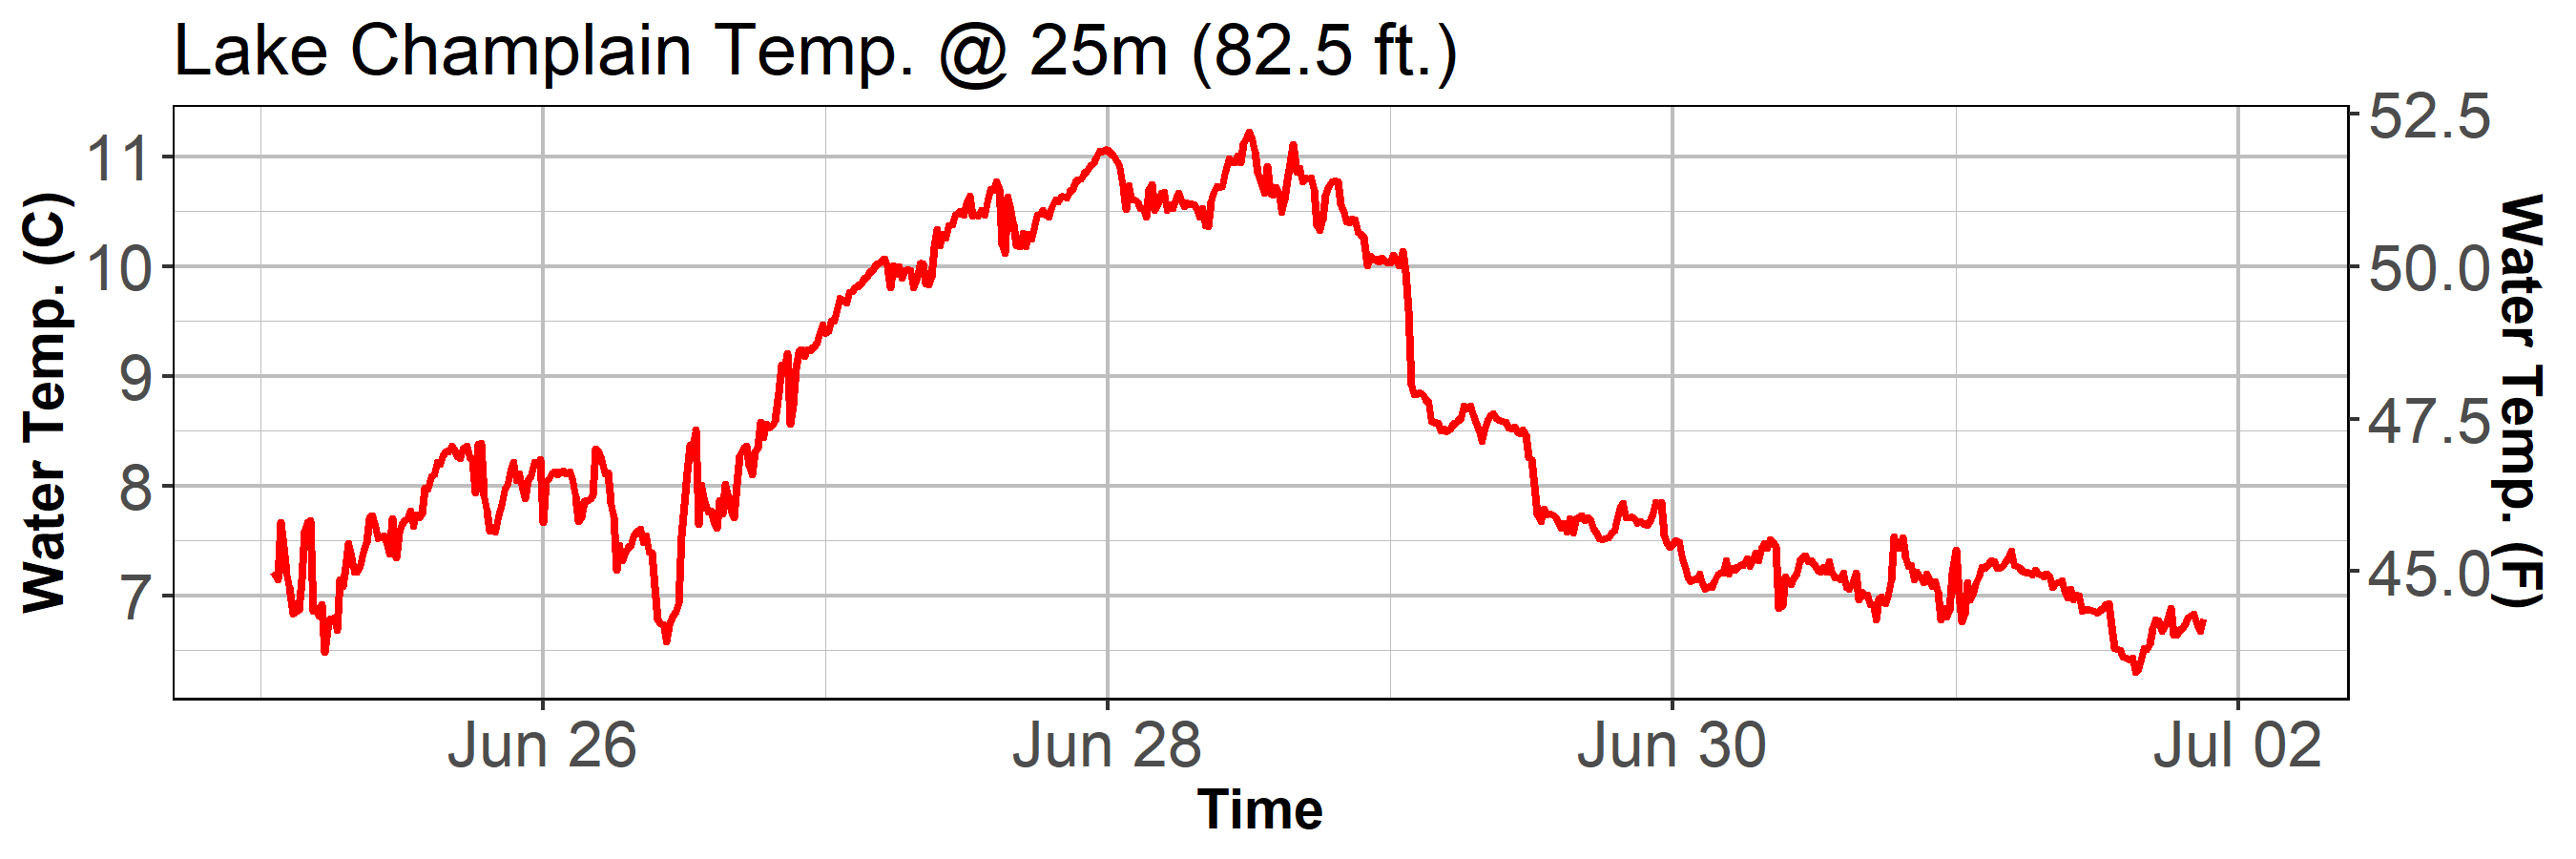 Lake Champlain Temp. @ 25m (82.5 ft.)
Water Temp. (C)
11
10
9
8
7
52.5
50.0
47.5
45.0
Water Temp. (F)
Jun 26
Jun 28
Jun 30
Jul 02
Time